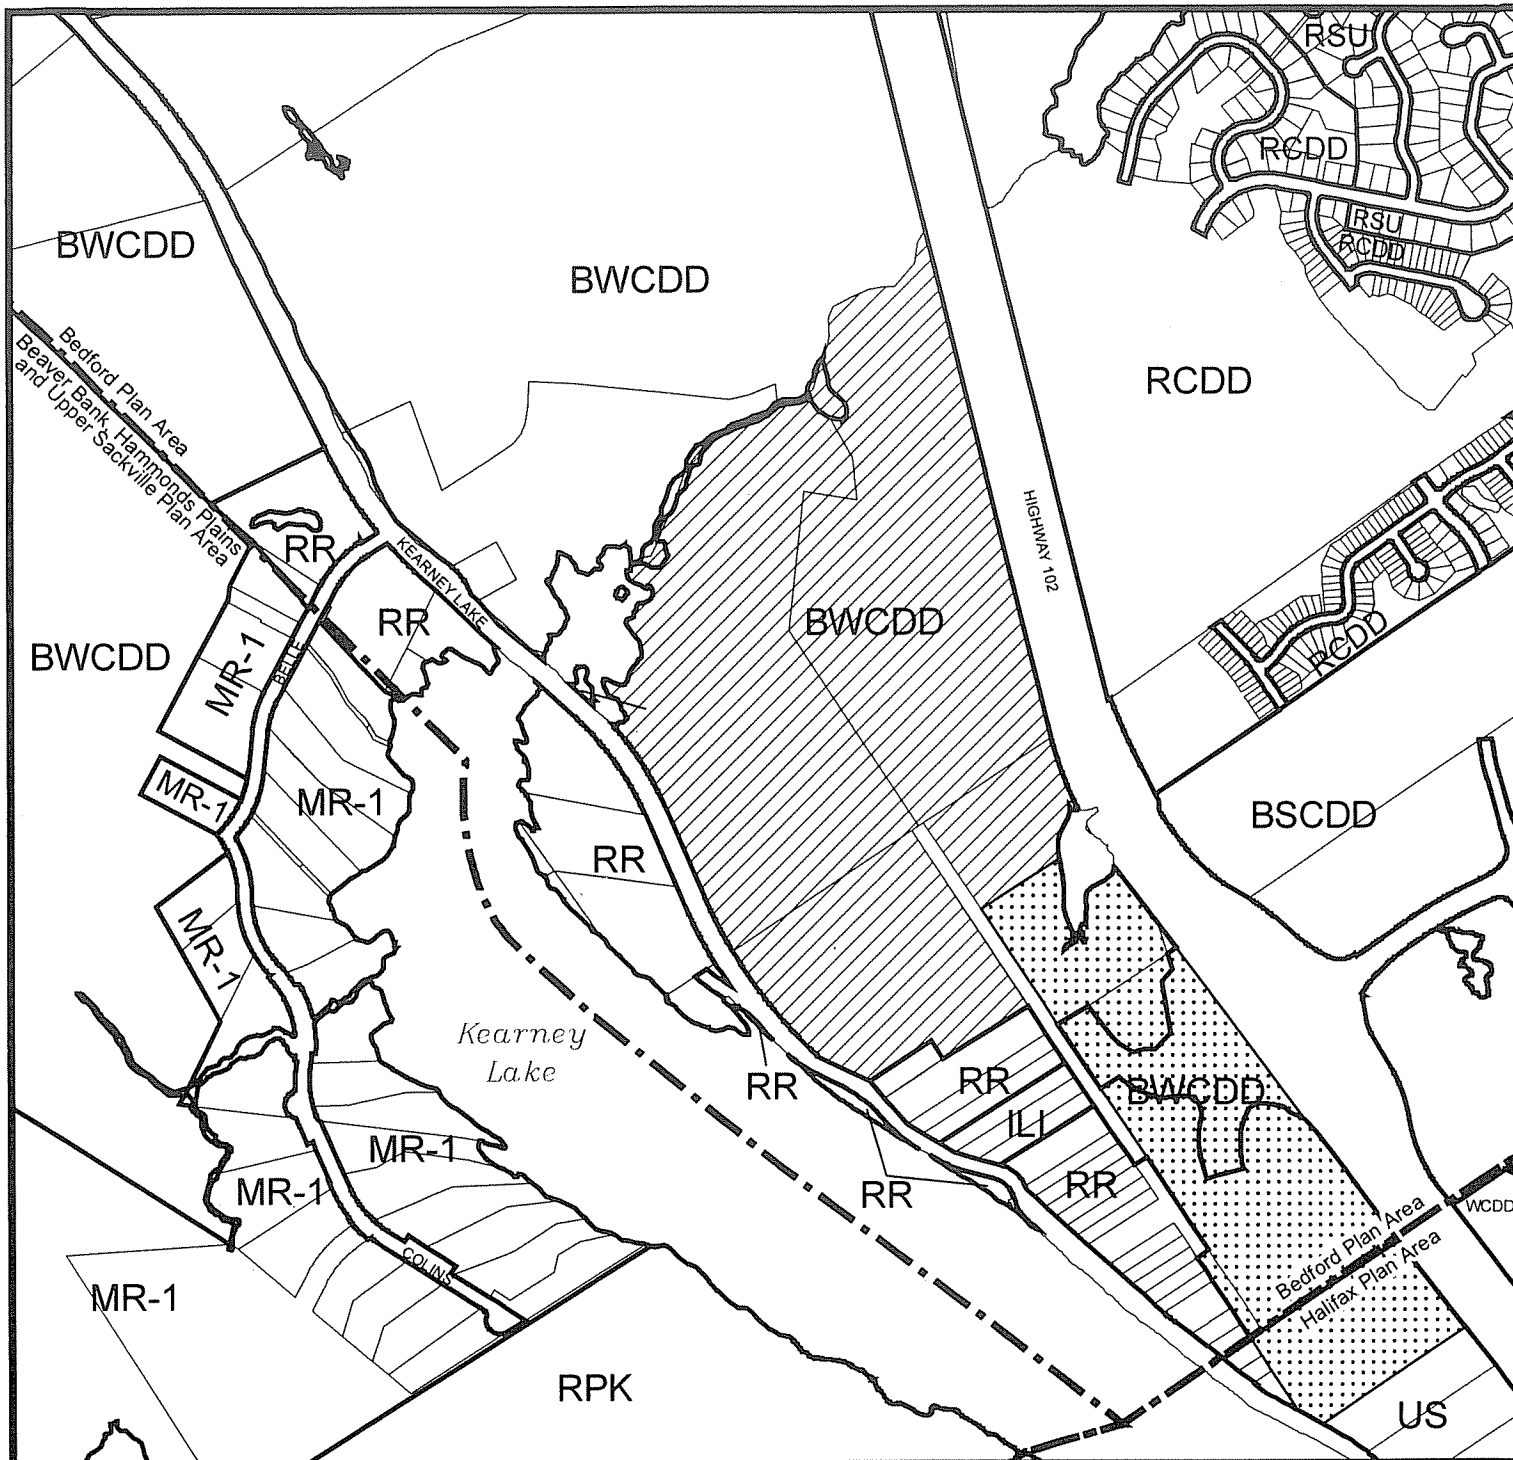 RSU
RCDD
RSU
RCDD
BWCDD
BWCDD
Bedford Plan Area
Beaver Bank, Hammonds Plains
and Upper Sackville Plan Area
RCDD
HIGHWAY 102
RR
KEARNEY LAKE
RR
BWCDD
RCDD
BWCDD
MR-1
BELLE
MR-1
MR-1
BSCDD
RR
MR-1
Kearney
Lake
RR
RR
BWCDD
ILI
MR-1
MR-1
RR
RR
WCDD
Bedford Plan Area
Halifax Plan Area
COLINS
MR-1
RPK
US